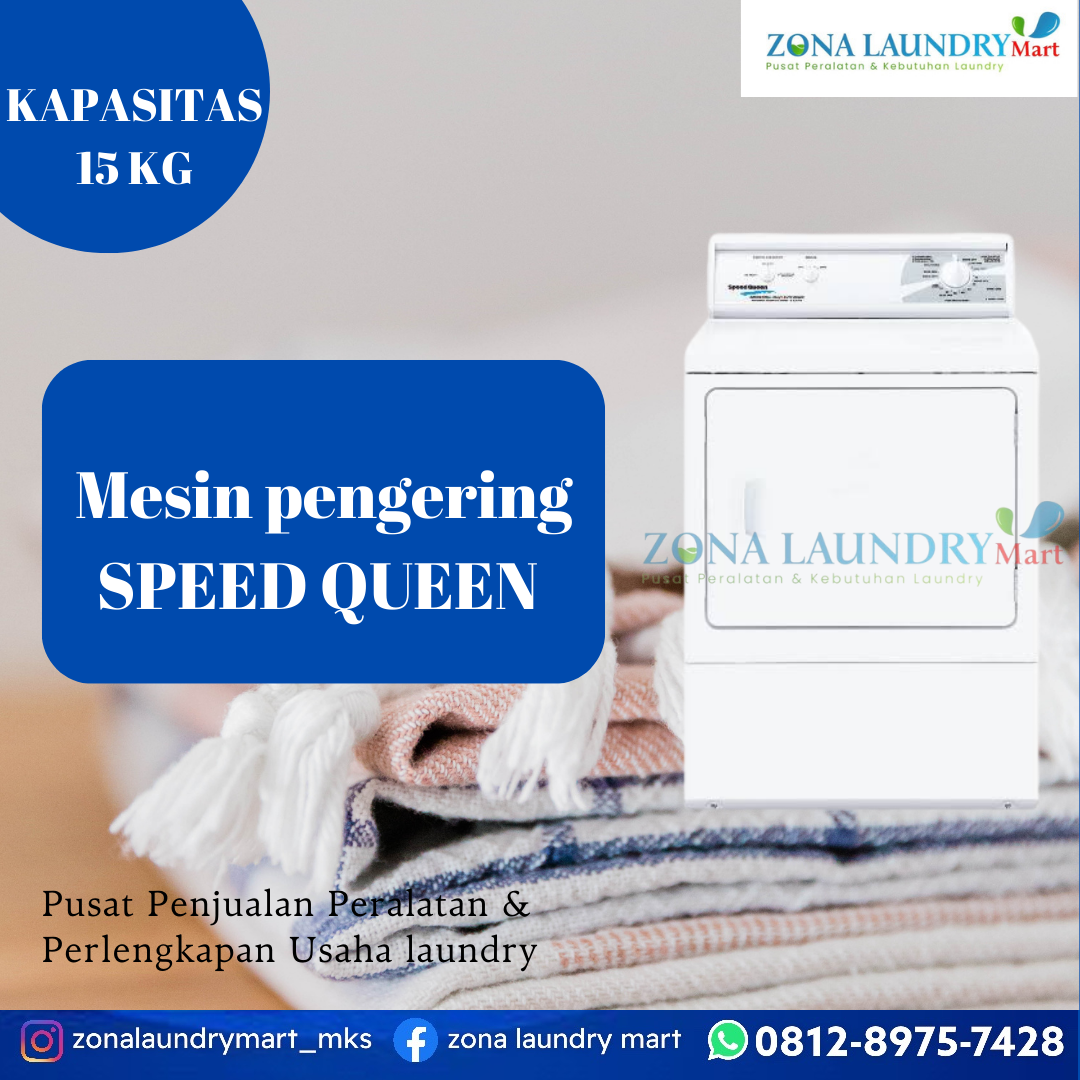 ZONA LAUNDRY Mart
Pusat Peralatan & Kebutuhan Laundry
KAPASITAS
15 KG
Speed Queen
Mesin pengering
SPEED QUEEN
ZONA LAUNDRY Mart
Pusat Peralatan & Kebutuhan Laundry
Pusat Penjualan Peralatan &
Perlengkapan Usaha laundry
zonalaundrymart_mks
zona laundry mart
0812-8975-7428